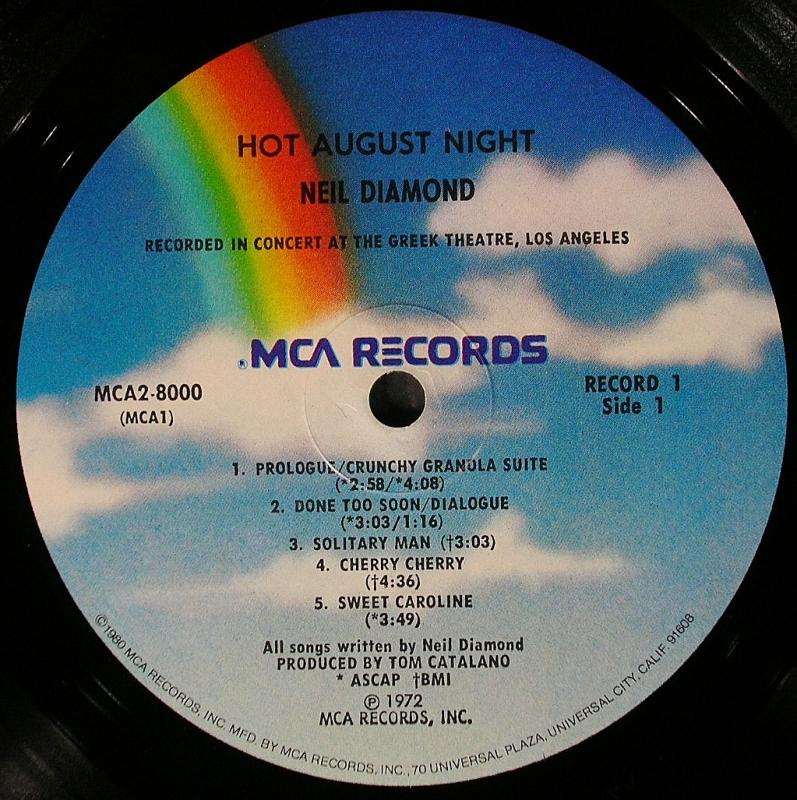 HOT AUGUST NIGHT
NEIL DIAMOND
RECORDED IN CONCERT AT THE GREEK THEATRE, LOS ANGELES
®MCA RECORDS
MCA2-8000
(MCA1)
RECORD 1
Side 1
1. PROLOGUE/CRUNCHY GRANOLA SUITE
(*2:58/*4:08)
2. DONE TOO SOON/DIALOGUE
(*3:03/1:16)
3. SOLITARY MAN (†3:03)
4. CHERRY CHERRY
(†4:36)
5. SWEET CAROLINE
(*3:49)
All songs written by Neil Diamond
PRODUCED BY TOM CATALANO
* ASCAP †BMI
℗ 1972
MCA RECORDS, INC.
©1980 MCA RECORDS, INC. MFD. BY MCA RECORDS, INC., 70 UNIVERSAL PLAZA, UNIVERSAL CITY, CALIF. 91608